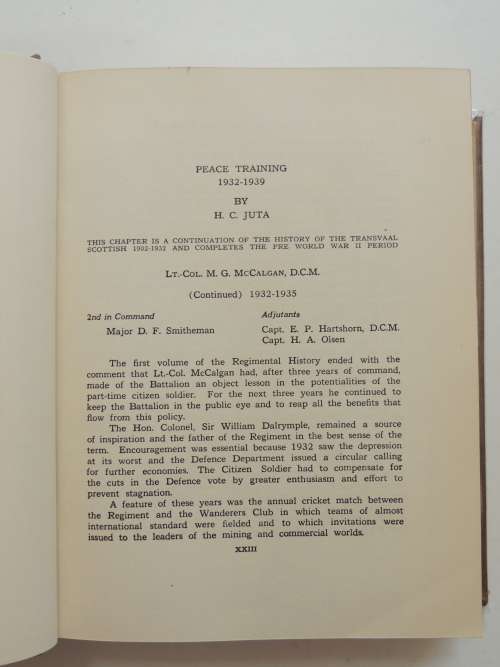 PEACE TRAINING
1932-1939
BY
H. C. JUTA
THIS CHAPTER IS A CONTINUATION OF THE HISTORY OF THE TRANSVAAL
SCOTTISH 1902-1932 AND COMPLETES THE PRE WORLD WAR II PERIOD
LT.-COL. M. G. MCCALGAN, D.C.M.
(Continued) 1932-1935
2nd in Command
Major D. F. Smitheman
Adjutants
Capt. E. P. Hartshorn, D.C.M.
Capt. H. A. Olsen
The first volume of the Regimental History ended with the
comment that Lt.-Col. McCalgan had, after three years of command,
made of the Battalion an object lesson in the potentialities of the
part-time citizen soldier. For the next three years he continued to
keep the Battalion in the public eye and to reap all the benefits that
flow from this policy.
The Hon. Colonel, Sir William Dalrymple, remained a source
of inspiration and the father of the Regiment in the best sense of the
term. Encouragement was essential because 1932 saw the depression
at its worst and the Defence Department issued a circular calling
for further economies. The Citizen Soldier had to compensate for
the cuts in the Defence vote by greater enthusiasm and effort to
prevent stagnation.
A feature of these years was the annual cricket match between
the Regiment and the Wanderers Club in which teams of almost
international standard were fielded and to which invitations were
issued to the leaders of the mining and commercial worlds.
XXIII